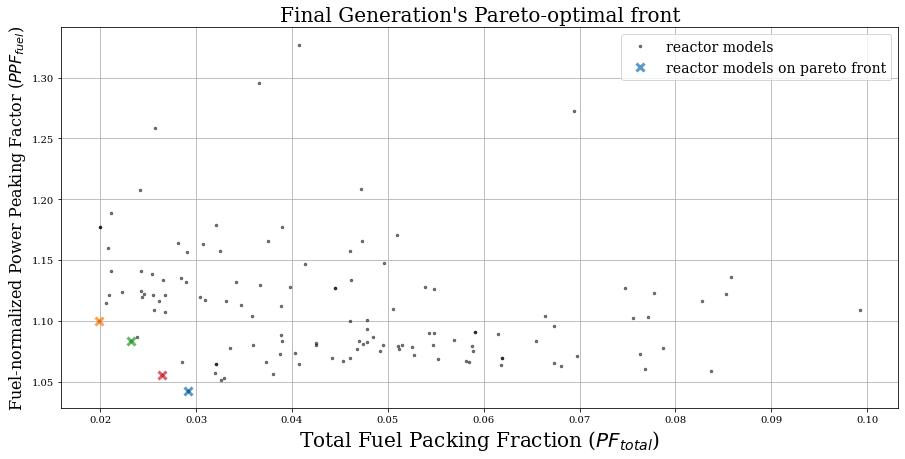 Final Generation's Pareto-optimal front
reactor models
reactor models on pareto front
Fuel-normalized Power Peaking Factor (PPF_fuel)
1.30
1.25
1.20
1.15
1.10
1.05
0.02 0.03 0.04 0.05 0.06 0.07 0.08 0.09 0.10
Total Fuel Packing Fraction (PF_total)